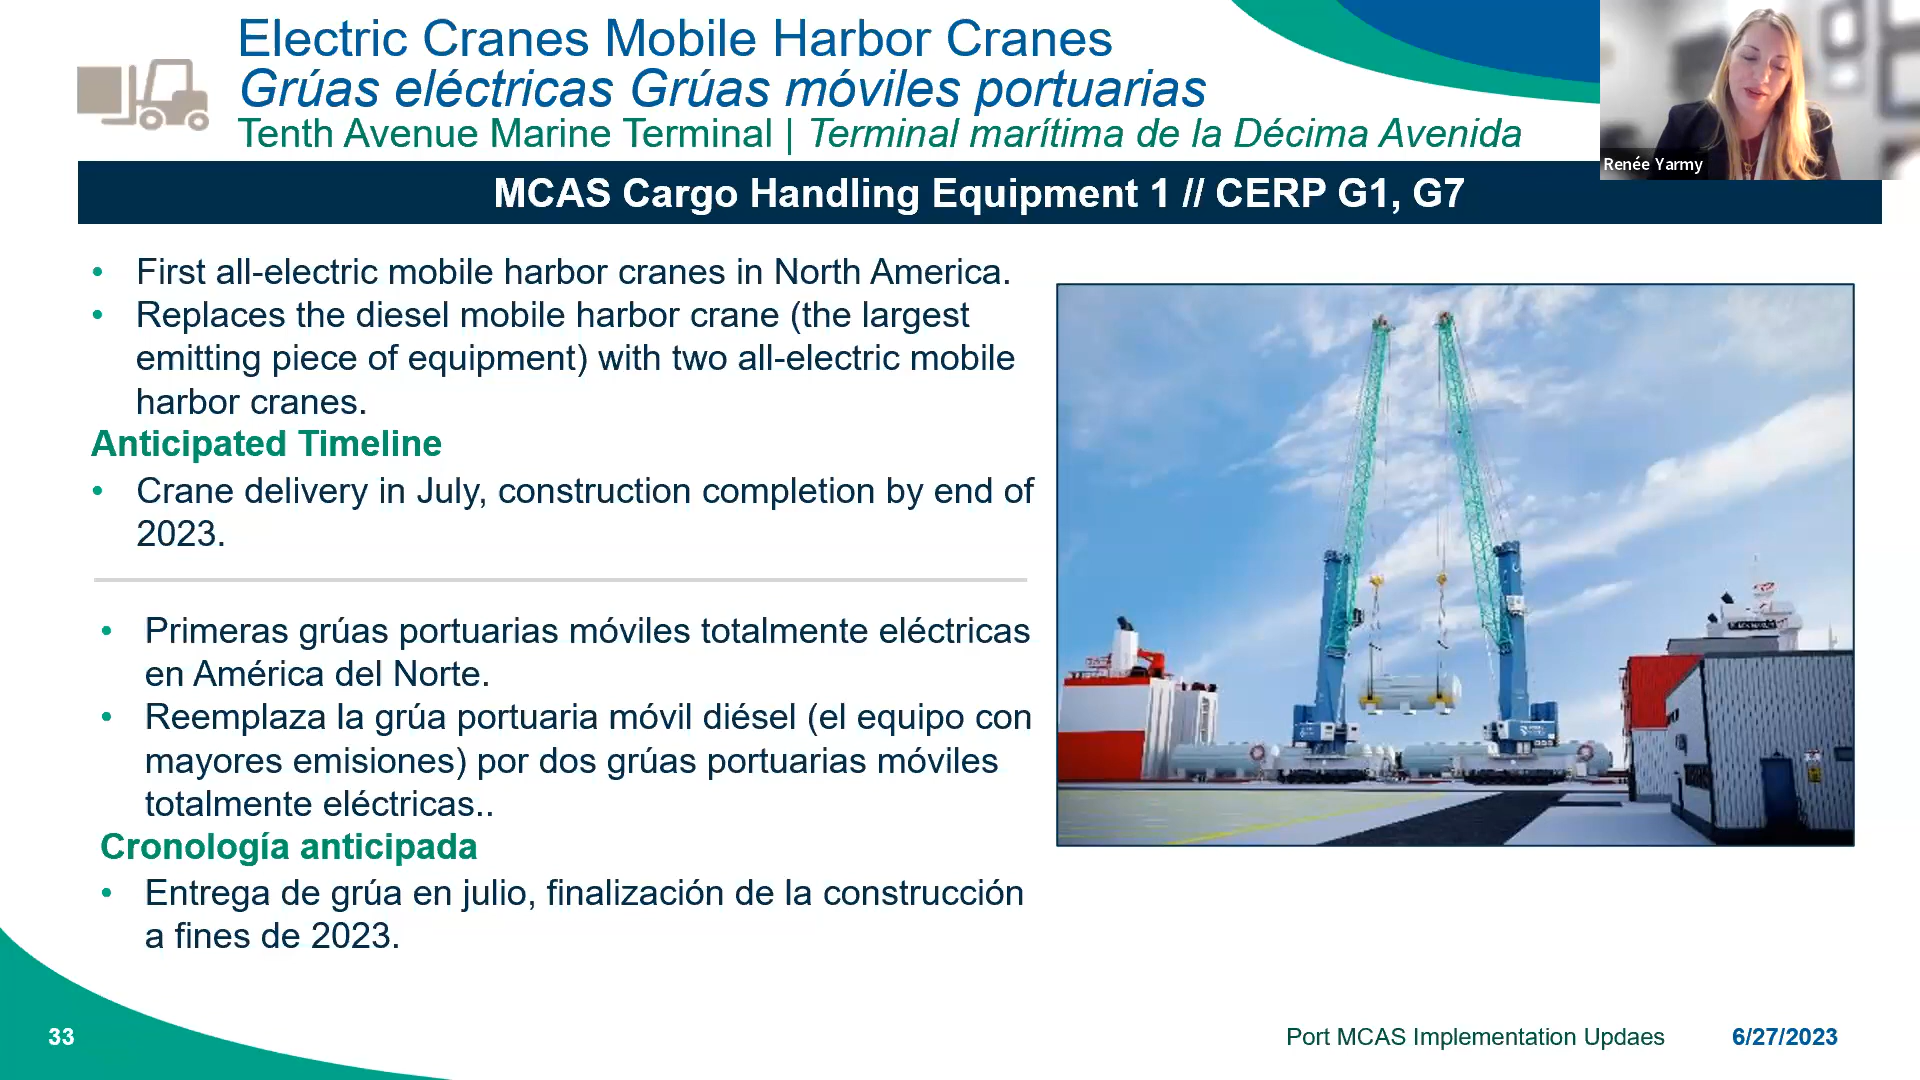 Electric Cranes Mobile Harbor Cranes
Grúas eléctricas Grúas móviles portuarias
Tenth Avenue Marine Terminal | Terminal marítima de la Décima Avenida
Renée Yarmy
MCAS Cargo Handling Equipment 1 // CERP G1, G7
• First all-electric mobile harbor cranes in North America.
• Replaces the diesel mobile harbor crane (the largest
emitting piece of equipment) with two all-electric mobile
harbor cranes.
Anticipated Timeline
• Crane delivery in July, construction completion by end of
2023.
• Primeras grúas portuarias móviles totalmente eléctricas
en América del Norte.
• Reemplaza la grúa portuaria móvil diésel (el equipo con
mayores emisiones) por dos grúas portuarias móviles
totalmente eléctricas..
Cronología anticipada
• Entrega de grúa en julio, finalización de la construcción
a fines de 2023.
33
Port MCAS Implementation Updaes
6/27/2023